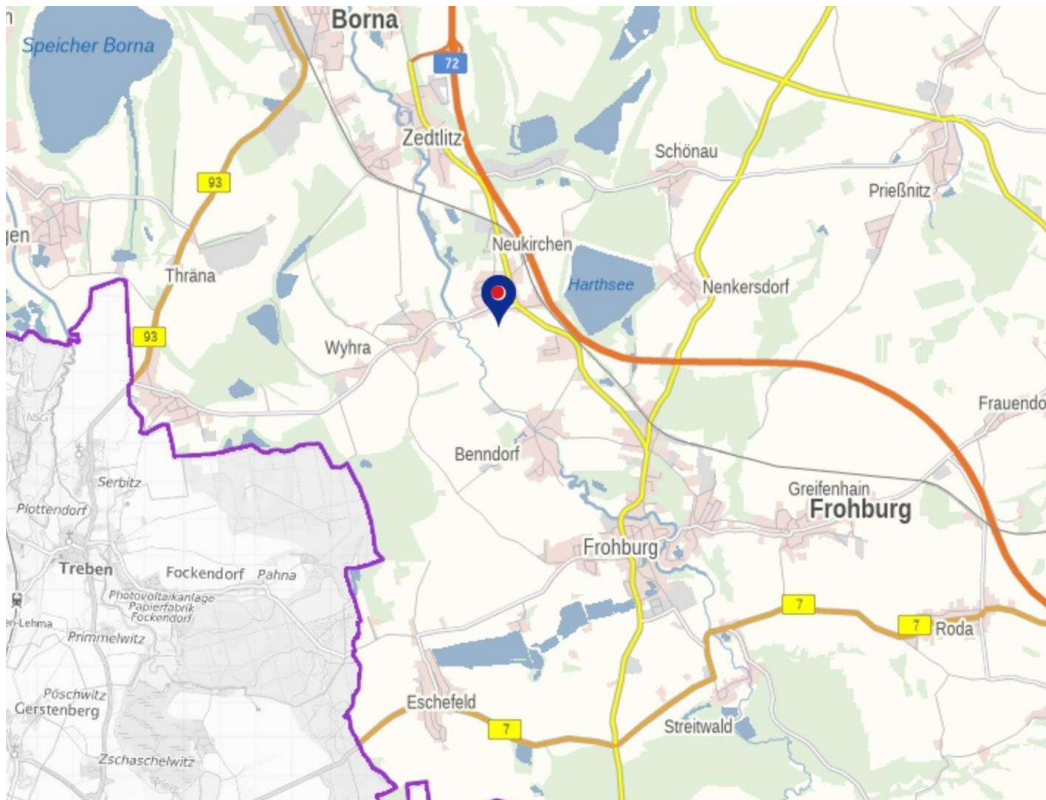 Borna
Speicher Borna
72
Zedtlitz
Schönau
93
Prießnitz
Neukirchen
Thräna
Harthsee
Nenkersdorf
93
Wyhra
Frauendo
NSG
Benndorf
Serbitz
Greifenhain
Frohburg
Plottendorf
Frohburg
Treben
Fockendorf
Pahna
Photovoltaikanlage
Papierfabrik
Fockendorf
7
7
Roda
Primmelwitz
Pöschwitz
Gerstenberg
Eschefeld
7
Streitwald
Zschaschelwitz